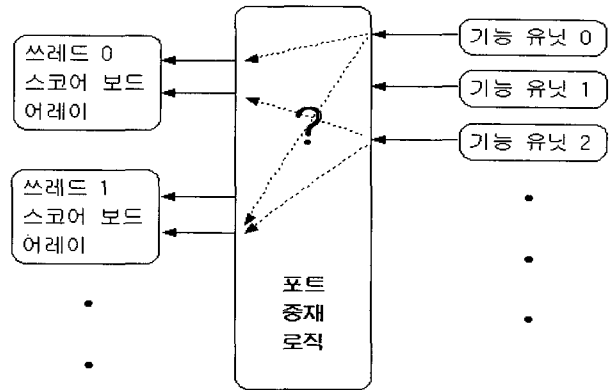 쓰레드 0
스코어 보드
어레이
쓰레드 1
스코어 보드
어레이
?
포트
중재
로직
기능 유닛 0
기능 유닛 1
기능 유닛 2